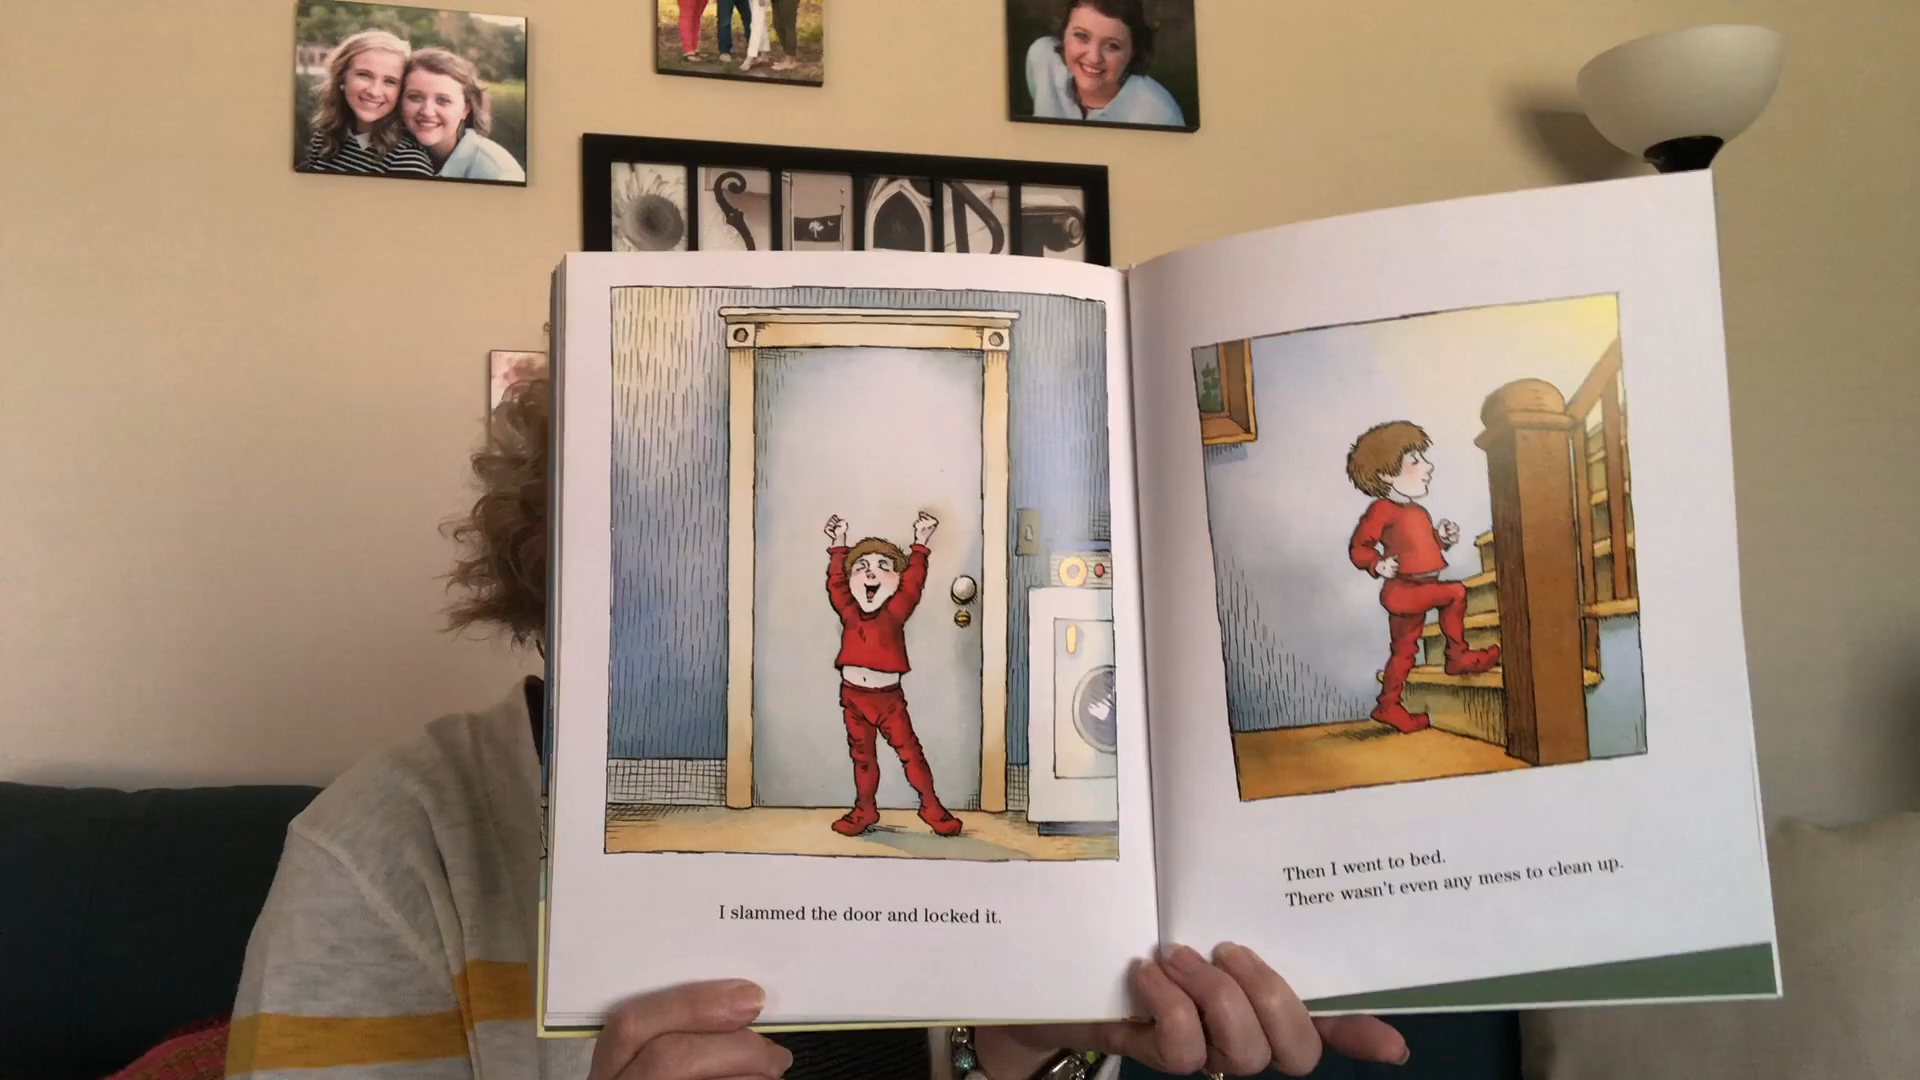 I slammed the door and locked it.
Then I went to bed.
There wasn't even any mess to clean up.